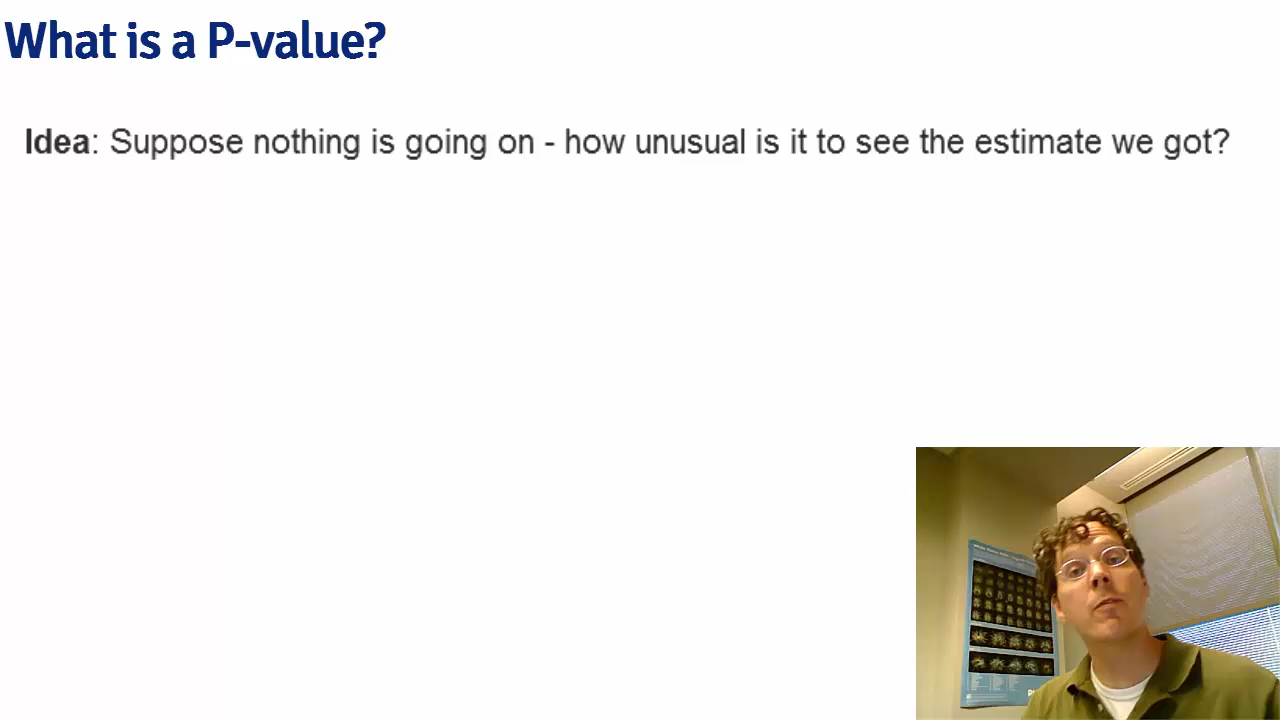 What is a P-value?
Idea: Suppose nothing is going on - how unusual is it to see the estimate we got?